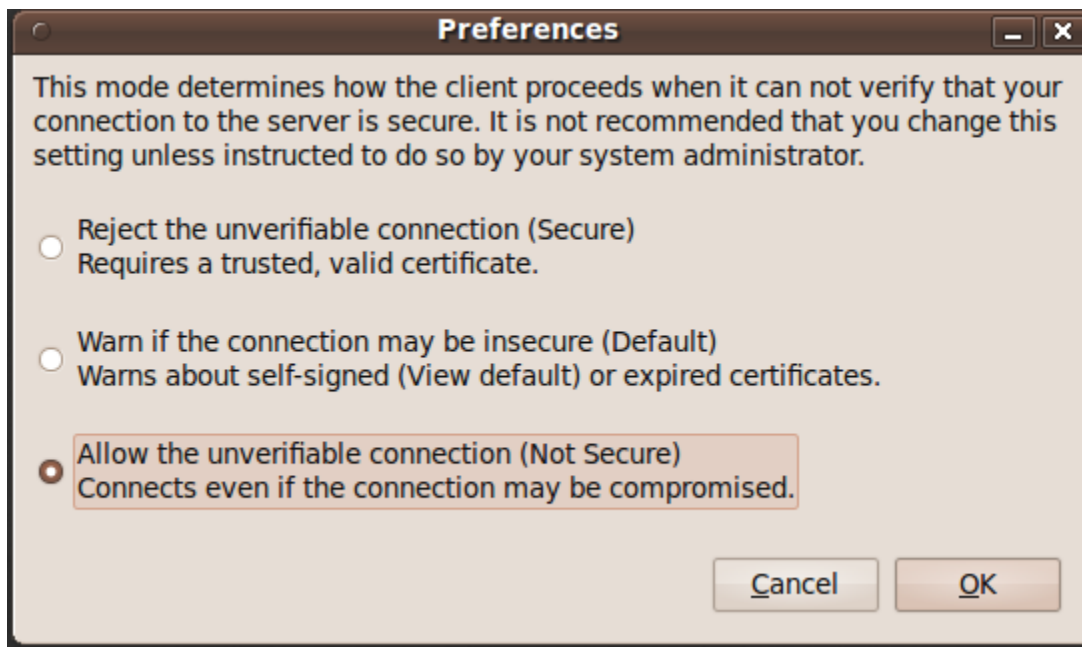 Preferences
This mode determines how the client proceeds when it can not verify that your
connection to the server is secure. It is not recommended that you change this
setting unless instructed to do so by your system administrator.
Reject the unverifiable connection (Secure)
Requires a trusted, valid certificate.
Warn if the connection may be insecure (Default)
Warns about self-signed (View default) or expired certificates.
Allow the unverifiable connection (Not Secure)
Connects even if the connection may be compromised.
Cancel OK